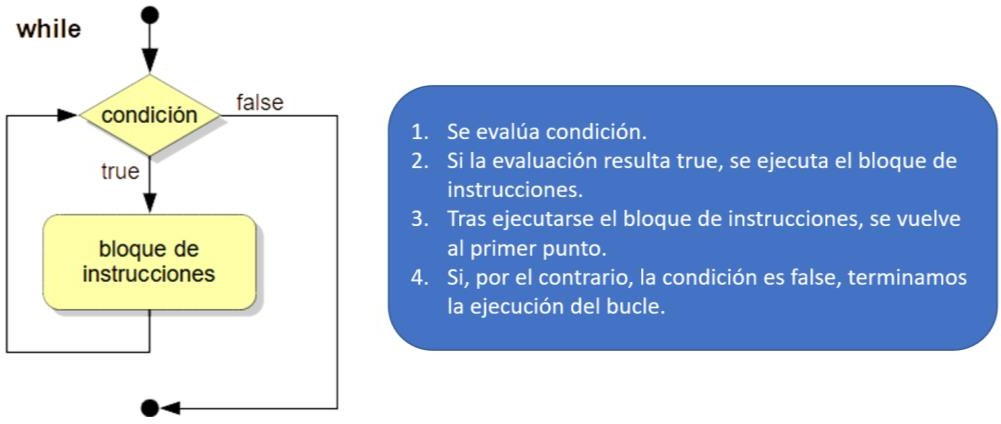 while
condición
false
true
bloque de
instrucciones
1. Se evalúa condición.
2. Si la evaluación resulta true, se ejecuta el bloque de
instrucciones.
3. Tras ejecutarse el bloque de instrucciones, se vuelve
al primer punto.
4. Si, por el contrario, la condición es false, terminamos
la ejecución del bucle.